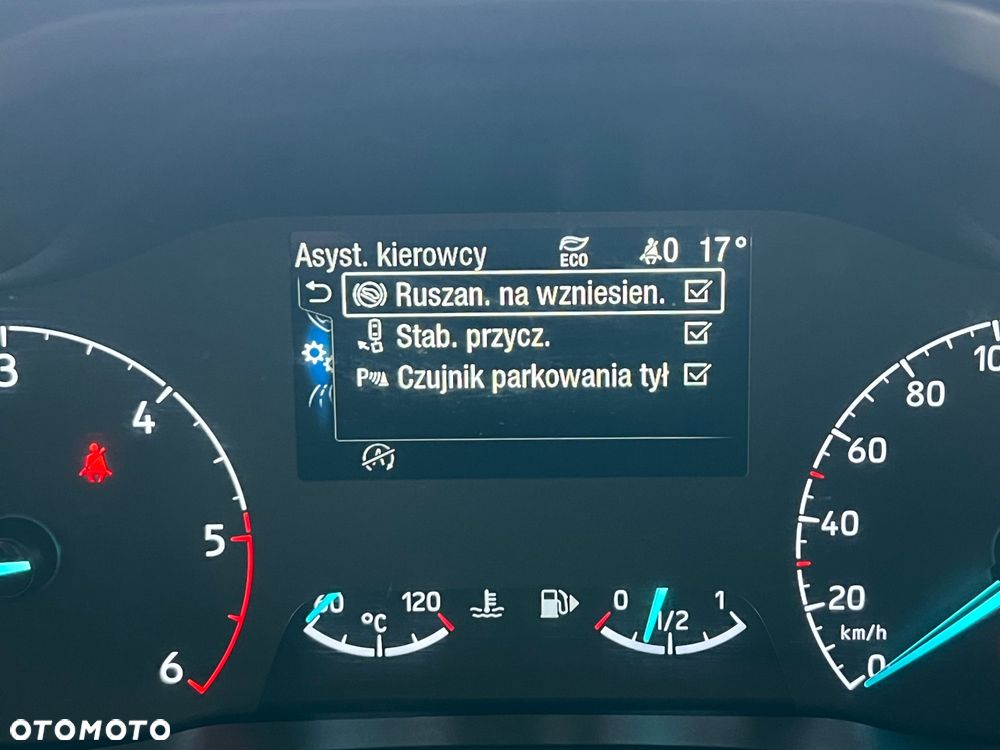 Asyst. kierowcy ECO 0 17°
Ruszan. na wzniesien.
Stab. przycz.
P Czujnik parkowania tył
A
3
4
5
6
60 120
°C
0 1/2 1
100
80
60
40
20
km/h
0
OTOMOTO